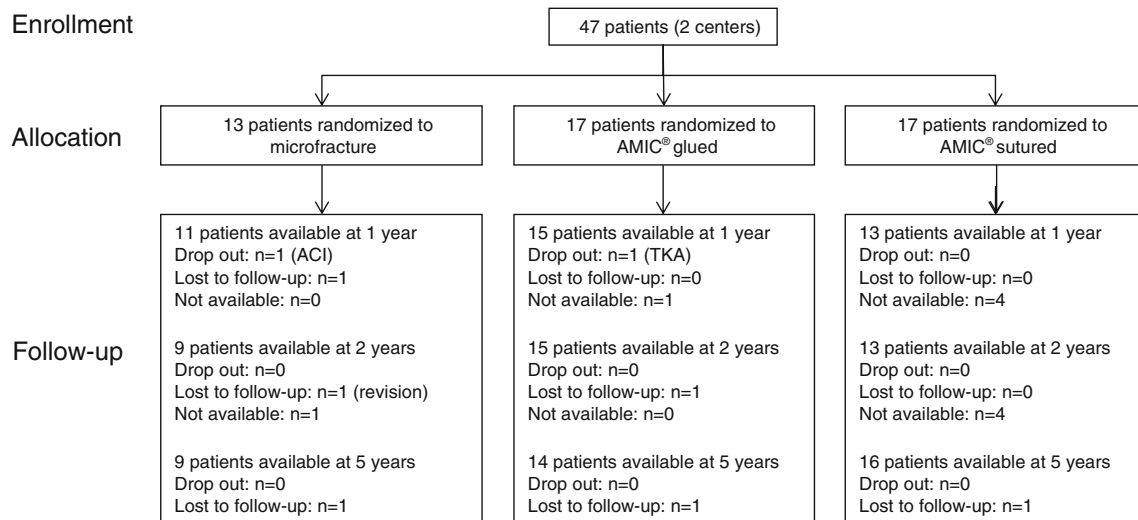 Enrollment
47 patients (2 centers)
Allocation
13 patients randomized to
microfracture
17 patients randomized to
AMIC® glued
17 patients randomized to
AMIC® sutured
Follow-up
11 patients available at 1 year
Drop out: n=1 (ACI)
Lost to follow-up: n=1
Not available: n=0
9 patients available at 2 years
Drop out: n=0
Lost to follow-up: n=1 (revision)
Not available: n=1
9 patients available at 5 years
Drop out: n=0
Lost to follow-up: n=1
15 patients available at 1 year
Drop out: n=1 (TKA)
Lost to follow-up: n=0
Not available: n=1
15 patients available at 2 years
Drop out: n=0
Lost to follow-up: n=1
Not available: n=0
14 patients available at 5 years
Drop out: n=0
Lost to follow-up: n=1
13 patients available at 1 year
Drop out: n=0
Lost to follow-up: n=0
Not available: n=4
13 patients available at 2 years
Drop out: n=0
Lost to follow-up: n=0
Not available: n=4
16 patients available at 5 years
Drop out: n=0
Lost to follow-up: n=1